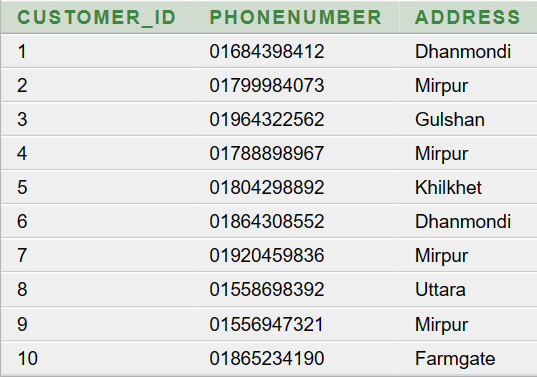 CUSTOMER_ID PHONENUMBER ADDRESS
1 01684398412 Dhanmondi
2 01799984073 Mirpur
3 01964322562 Gulshan
4 01788898967 Mirpur
5 01804298892 Khilkhet
6 01864308552 Dhanmondi
7 01920459836 Mirpur
8 01558698392 Uttara
9 01556947321 Mirpur
10 01865234190 Farmgate